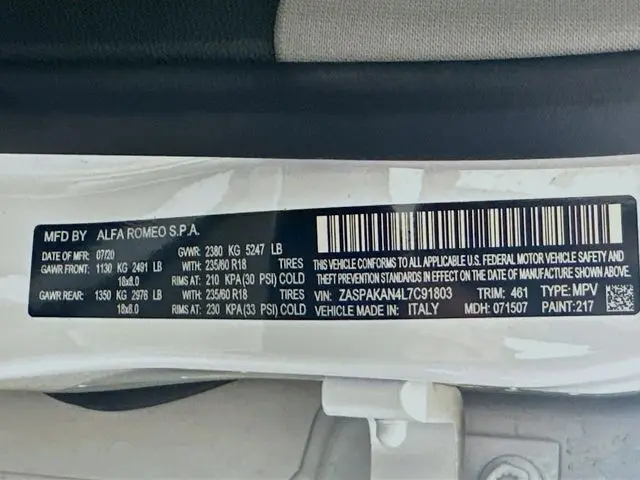 MFD BY ALFA ROMEO S.P.A.
DATE OF MFR: 07/20 GVWR: 2380 KG 5247 LB
GAWR FRONT: 1130 KG 2491 LB 235/60 R18 TIRES
18x8.0 RIMS AT: 210 KPA (30 PSI) COLD
GAWR REAR: 1350 KG 2976 LB 235/60 R18 TIRES
18x8.0 RIMS AT: 230 KPA (33 PSI) COLD
THIS VEHICLE CONFORMS TO ALL APPLICABLE U.S. FEDERAL MOTOR VEHICLE SAFETY AND
THEFT PREVENTION STANDARDS IN EFFECT ON THE DATE OF MANUFACTURE SHOWN ABOVE.
VIN: ZASPAKAN4L7C91803 TRIM: 461 TYPE: MPV
VEHICLE MADE IN: ITALY MDH: 071507 PAINT: 217